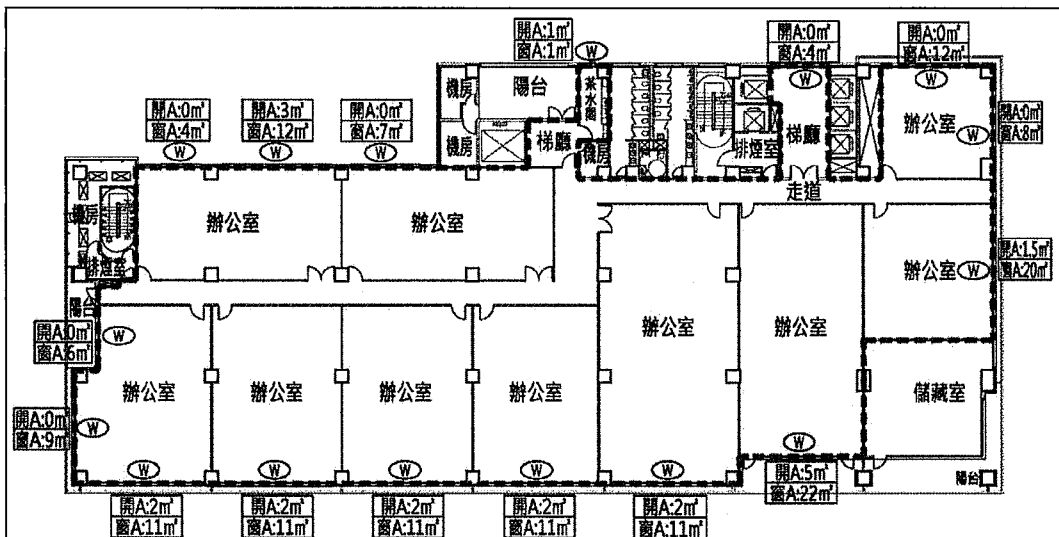 開A:1㎡
窗A:1㎡
W
開A:0㎡
窗A:4㎡
W
開A:0㎡
窗A:12㎡
W
開A:0㎡
窗A:4㎡
W
開A:3㎡
窗A:12㎡
W
開A:0㎡
窗A:7㎡
W
機房
陽台
茶水間
機房
梯廳
機房
排煙室
梯廳
辦公室
W
開A:0㎡
窗A:8㎡
走道
機房
排煙室
陽台
辦公室
辦公室
辦公室
W
開A:1.5㎡
窗A:20㎡
開A:0㎡
窗A:6㎡
W
辦公室
辦公室
辦公室
辦公室
辦公室
辦公室
辦公室
儲藏室
開A:0㎡
窗A:9㎡
W
W
W
W
W
W
W
陽台
開A:2㎡
窗A:11㎡
開A:2㎡
窗A:11㎡
開A:2㎡
窗A:11㎡
開A:2㎡
窗A:11㎡
開A:2㎡
窗A:11㎡
開A:5㎡
窗A:22㎡